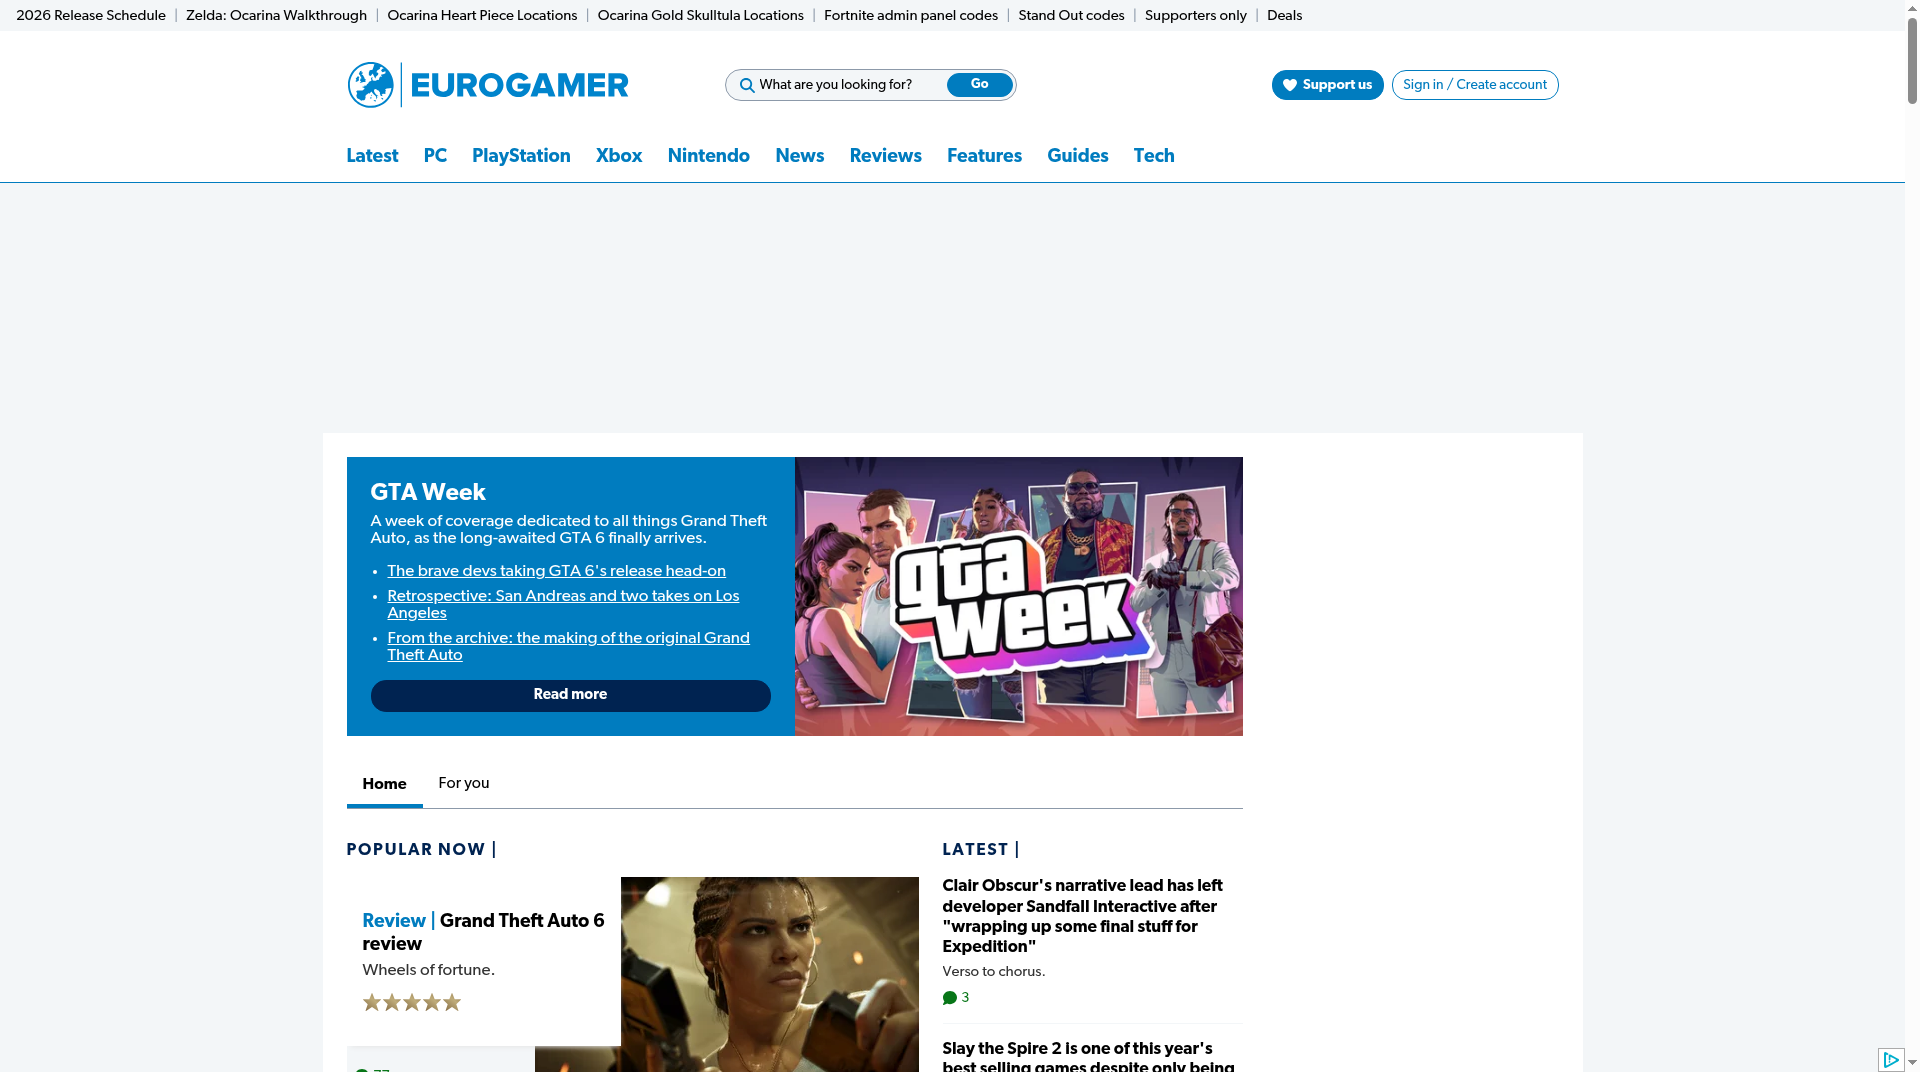 2026 Release Schedule | Zelda: Ocarina Walkthrough | Ocarina Heart Piece Locations | Ocarina Gold Skulltula Locations | Fortnite admin panel codes | Stand Out codes | Supporters only | Deals
EUROGAMER
What are you looking for?
Go
Support us
Sign in / Create account
Latest PC PlayStation Xbox Nintendo News Reviews Features Guides Tech
GTA Week
A week of coverage dedicated to all things Grand Theft
Auto, as the long-awaited GTA 6 finally arrives.
• The brave devs taking GTA 6's release head-on
• Retrospective: San Andreas and two takes on Los
Angeles
• From the archive: the making of the original Grand
Theft Auto
Read more
gta
week
Home For you
POPULAR NOW |
Review | Grand Theft Auto 6
review
Wheels of fortune.
LATEST |
Clair Obscur's narrative lead has left
developer Sandfall Interactive after
"wrapping up some final stuff for
Expedition"
Verso to chorus.
3
Slay the Spire 2 is one of this year's
best selling games despite only being